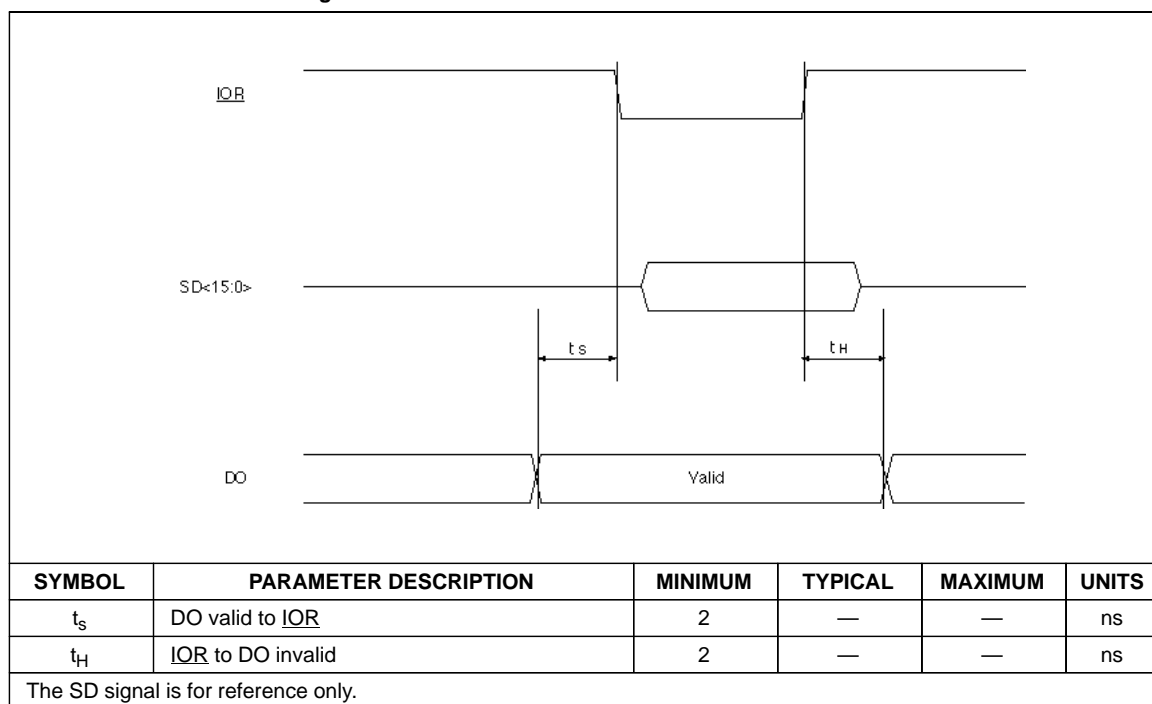 IOR
SD<15:0>
ts
tH
DO
Valid
SYMBOL PARAMETER DESCRIPTION MINIMUM TYPICAL MAXIMUM UNITS
ts DO valid to IOR 2 — — ns
tH IOR to DO invalid 2 — — ns
The SD signal is for reference only.